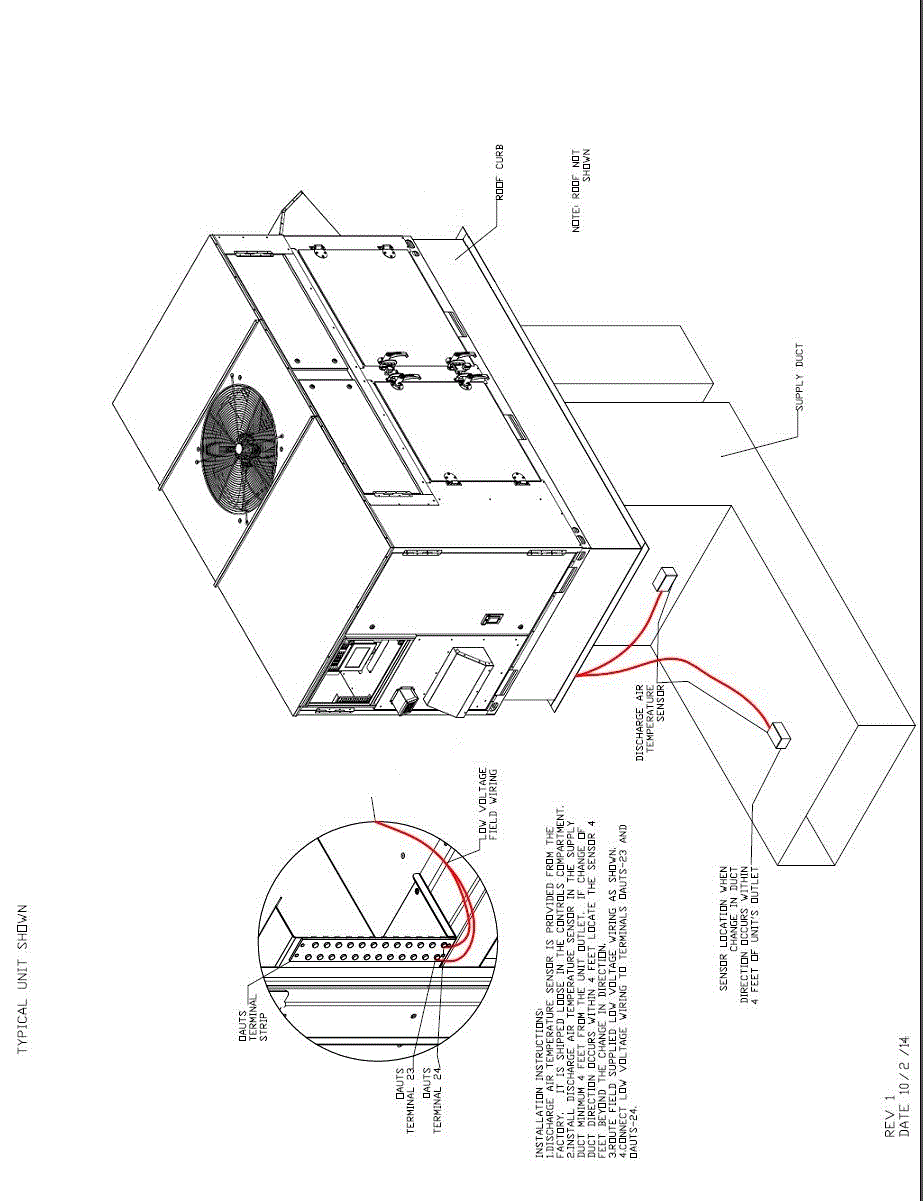 TYPICAL UNIT SHOWN
ROOF CURB
NOTE: ROOF NOT
SHOWN
SUPPLY DUCT
DISCHARGE AIR
TEMPERATURE
SENSOR
LOW VOLTAGE
FIELD WIRING
OAUTS
TERMINAL
STRIP
OAUTS
TERMINAL 23
OAUTS
TERMINAL 24
INSTALLATION INSTRUCTIONS:
1.DISCHARGE AIR TEMPERATURE SENSOR IS PROVIDED FROM THE
FACTORY. IT IS SHIPPED LOOSE IN THE CONTROLS COMPARTMENT.
2.INSTALL DISCHARGE AIR TEMPERATURE SENSOR IN THE SUPPLY
DUCT MINIMUM 4 FEET FROM THE UNIT OUTLET. IF CHANGE OF
DUCT DIRECTION OCCURS WITHIN 4 FEET LOCATE THE SENSOR 4
FEET BEYOND THE CHANGE IN DIRECTION.
3.ROUTE FIELD SUPPLIED LOW VOLTAGE WIRING AS SHOWN.
4.CONNECT LOW VOLTAGE WIRING TO TERMINALS OAUTS-23 AND
OAUTS-24.
SENSOR LOCATION WHEN
CHANGE IN DUCT
DIRECTION OCCURS WITHIN
4 FEET OF UNIT'S OUTLET
REV 1
DATE 10/2/14